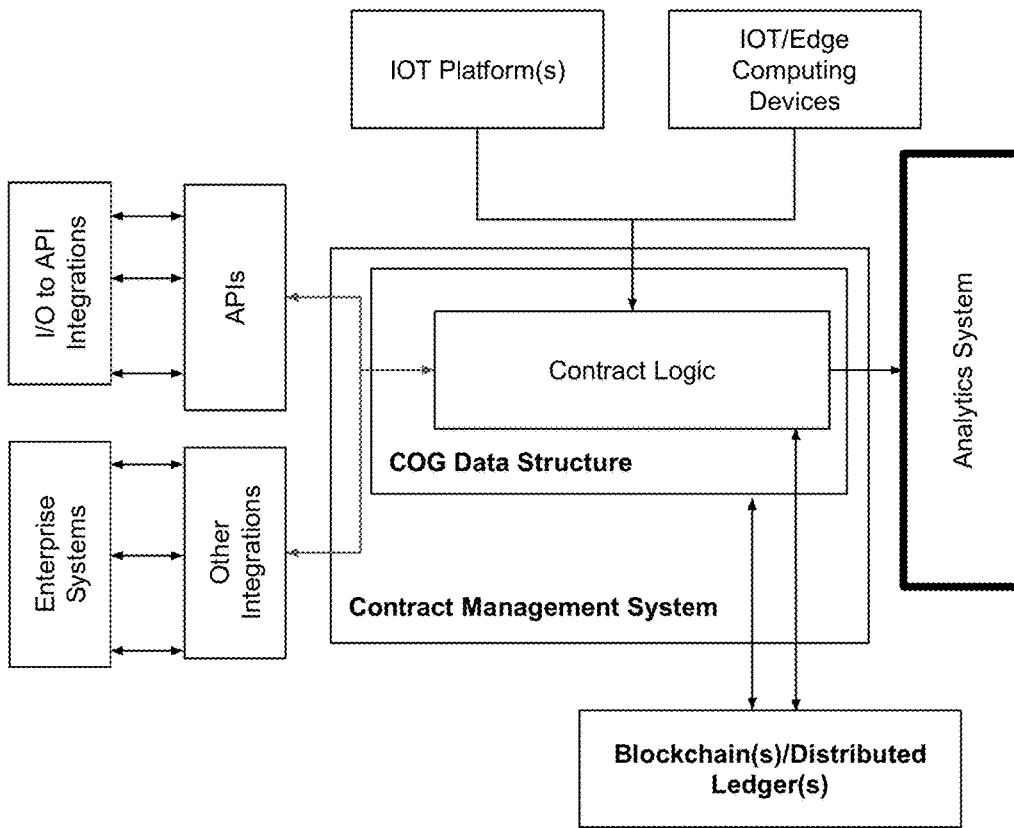 IOT Platform(s)
IOT/Edge
Computing
Devices
I/O to API
Integrations
APIs
Contract Logic
Analytics System
COG Data Structure
Enterprise
Systems
Other
Integrations
Contract Management System
Blockchain(s)/Distributed
Ledger(s)